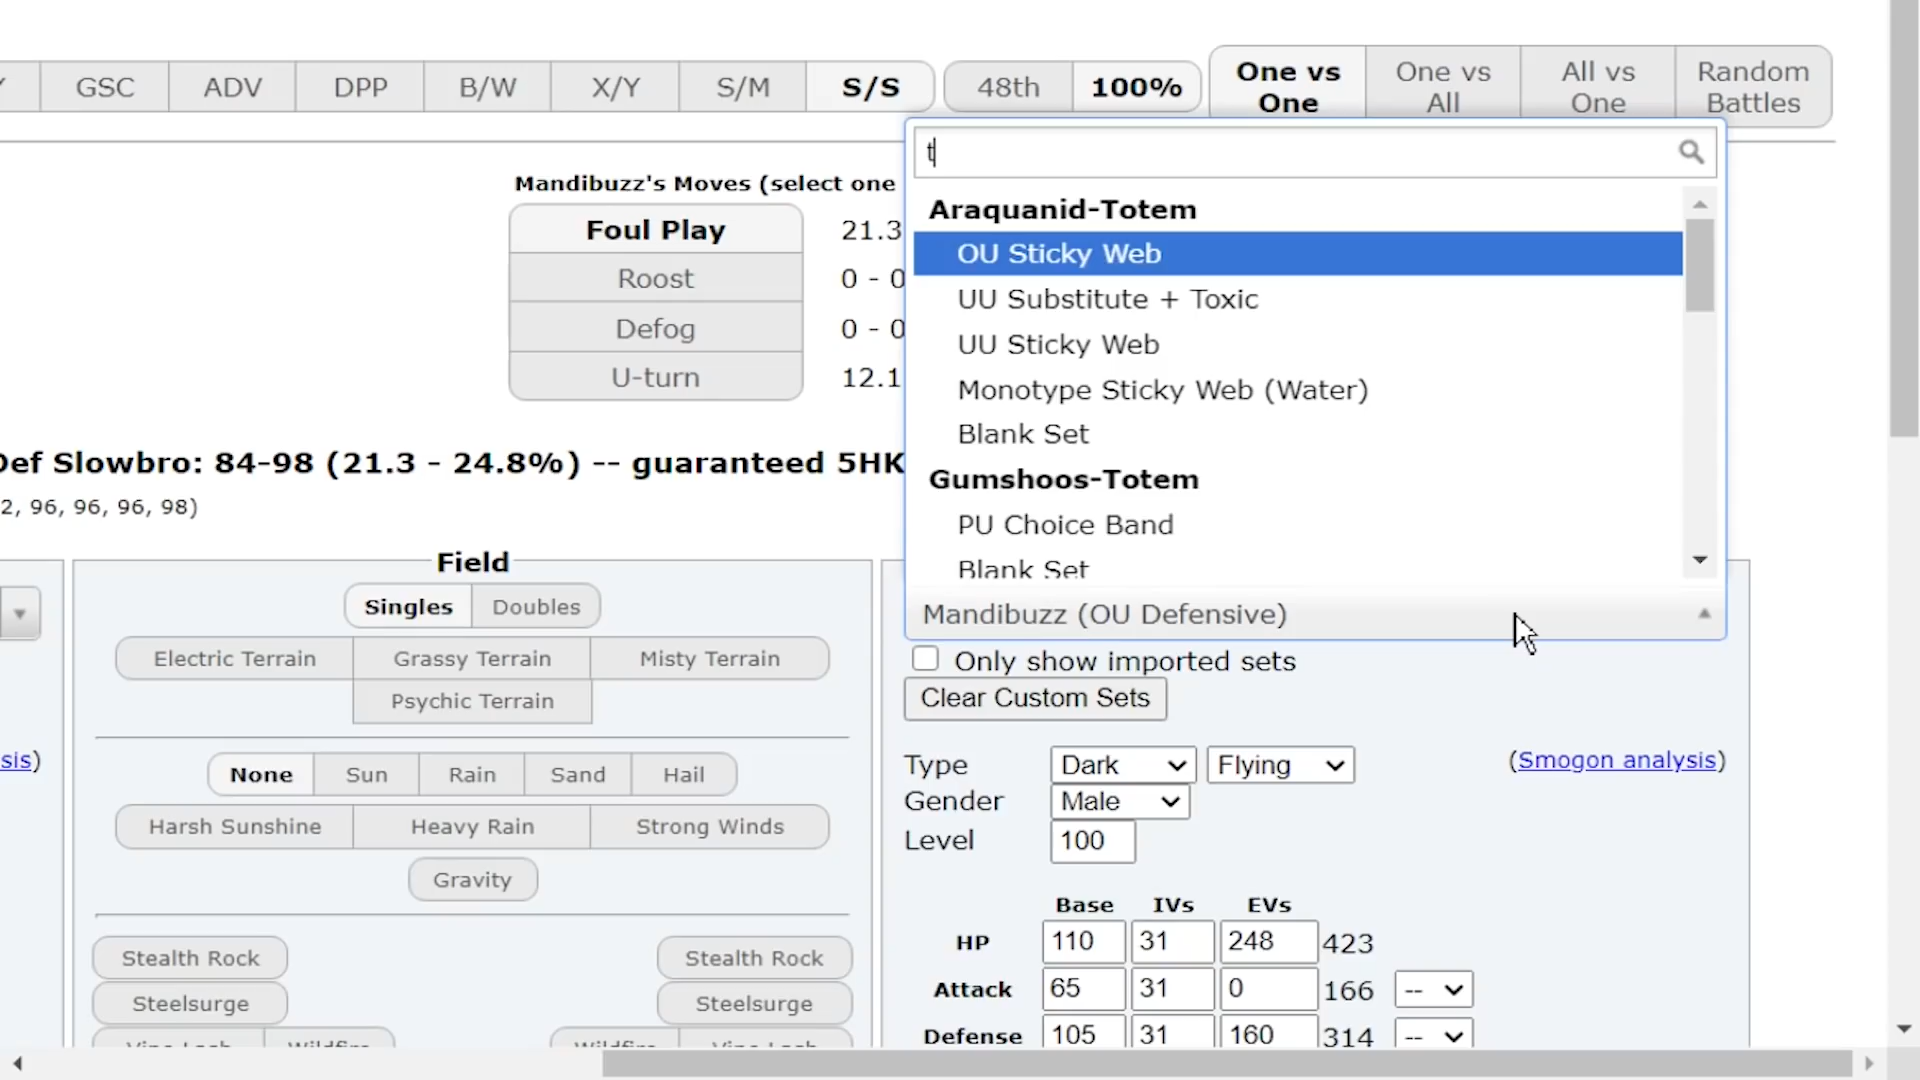 GSC ADV DPP B/W X/Y S/M S/S 48th 100% One vs One One vs All All vs One Random Battles
t
Mandibuzz's Moves (select one
Araquanid-Totem
Foul Play 21.3
OU Sticky Web
Roost 0 - 0
UU Substitute + Toxic
Defog 0 - 0
UU Sticky Web
U-turn 12.1
Monotype Sticky Web (Water)
Blank Set
Def Slowbro: 84-98 (21.3 - 24.8%) -- guaranteed 5HK
Gumshoos-Totem
2, 96, 96, 96, 98)
PU Choice Band
Blank Set
Field
Singles Doubles
Mandibuzz (OU Defensive)
Electric Terrain Grassy Terrain Misty Terrain
Only show imported sets
Psychic Terrain
Clear Custom Sets
sis)
Type Dark Flying (Smogon analysis)
None Sun Rain Sand Hail
Gender Male
Harsh Sunshine Heavy Rain Strong Winds
Level 100
Gravity
Base IVs EVs
HP 110 31 248 423
Stealth Rock Stealth Rock
Attack 65 31 0 166 --
Steelsurge Steelsurge
Defense 105 31 160 314 --
Vine Lash Wildfire Wildfire Vine Lash